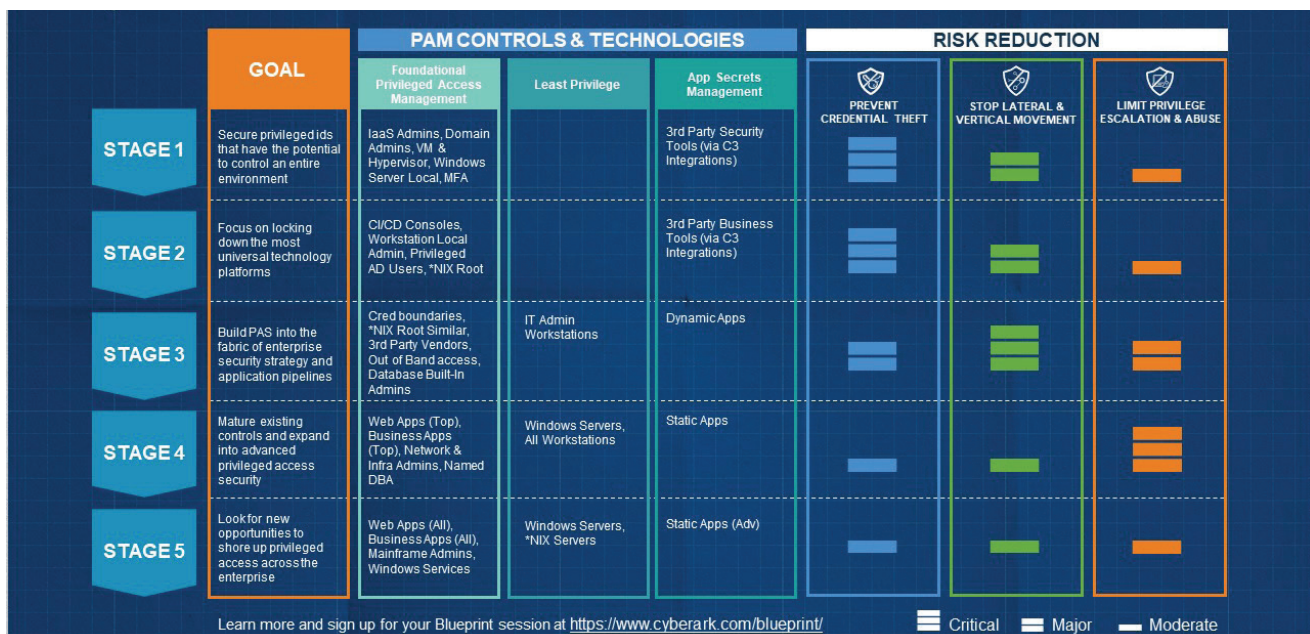 PAM CONTROLS & TECHNOLOGIES
RISK REDUCTION
GOAL
Foundational
Privileged Access
Management
Least Privilege
App Secrets
Management
PREVENT
CREDENTIAL THEFT
STOP LATERAL &
VERTICAL MOVEMENT
LIMIT PRIVILEGE
ESCALATION & ABUSE
STAGE 1
Secure privileged ids
that have the potential
to control an entire
environment
IaaS Admins, Domain
Admins, VM &
Hypervisor, Windows
Server Local, MFA
3rd Party Security
Tools (via C3
Integrations)
STAGE 2
Focus on locking
down the most
universal technology
platforms
CI/CD Consoles,
Workstation Local
Admin, Privileged
AD Users, *NIX Root
3rd Party Business
Tools (via C3
Integrations)
STAGE 3
Build PAS into the
fabric of enterprise
security strategy and
application pipelines
Cred boundaries,
*NIX Root Similar,
3rd Party Vendors,
Out of Band access,
Database Built-In
Admins
IT Admin
Workstations
Dynamic Apps
STAGE 4
Mature existing
controls and expand
into advanced
privileged access
security
Web Apps (Top),
Business Apps
(Top), Network &
Infra Admins, Named
DBA
Windows Servers,
All Workstations
Static Apps
STAGE 5
Look for new
opportunities to
shore up privileged
access across the
enterprise
Web Apps (All),
Business Apps (All),
Mainframe Admins,
Windows Services
Windows Servers,
*NIX Servers
Static Apps (Adv)
Learn more and sign up for your Blueprint session at https://www.cyberark.com/blueprint/
Critical
Major
Moderate